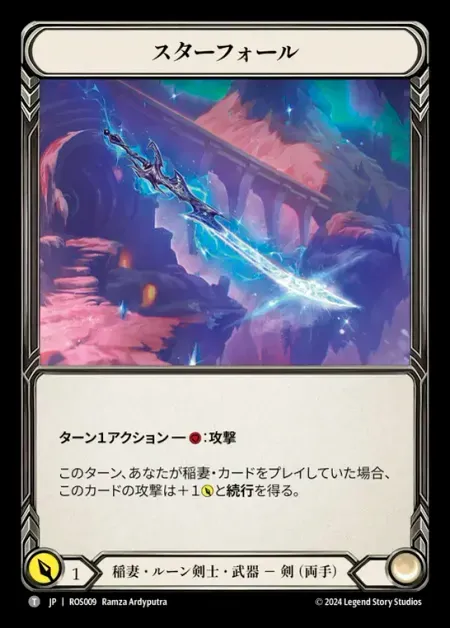 スターフォール
ターン1アクション ー :攻撃
このターン、あなたが稲妻・カードをプレイしていた場合、
このカードの攻撃は+1と続行を得る。
1
稲妻・ルーン剣士・武器 － 剣 (両手)
T JP | ROS009 Ramza Ardyputra © 2024 Legend Story Studios